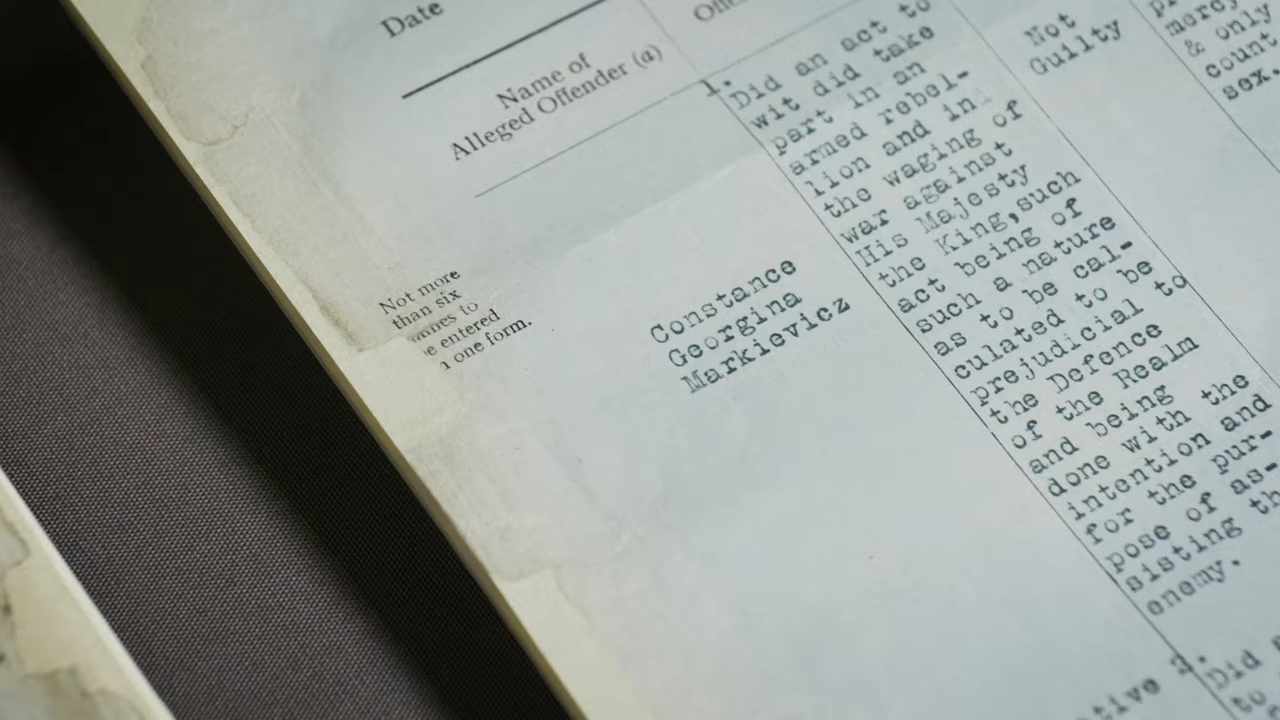 Date
Name of
Alleged Offender (a)
Not more
than six
to
entered
one form.
Constance
Georgina
Markievicz
1.
Did an act to
wit did take
part in an
armed rebel-
lion and in
the waging of
war against
His Majesty
the King,such
act being of
such a nature
as to be cal-
culated to be
prejudicial to
the Defence
of the Realm
and being
done with the
intention and
for the pur-
pose of as-
sisting
enemy.
2.
Did
to
Not
Guilty
mercy
& only
count
sex.